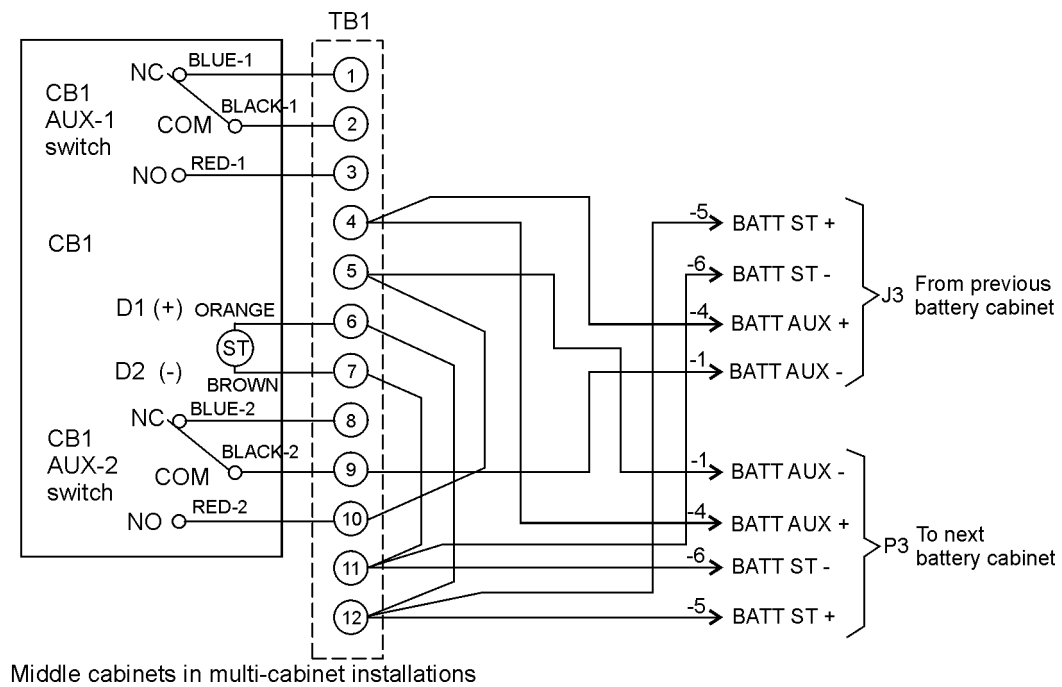 TB1
CB1
AUX-1
switch
NC
BLUE-1
BLACK-1
COM
NO
RED-1
CB1
D1 (+)
ORANGE
ST
D2 (-)
BROWN
NC
BLUE-2
CB1
AUX-2
switch
BLACK-2
COM
NO
RED-2
1
2
3
4
5
6
7
8
9
10
11
12
-5 BATT ST +
-6 BATT ST -
-4 BATT AUX +
-1 BATT AUX -
J3
From previous
battery cabinet
-1 BATT AUX -
-4 BATT AUX +
-6 BATT ST -
-5 BATT ST +
P3
To next
battery cabinet
Middle cabinets in multi-cabinet installations